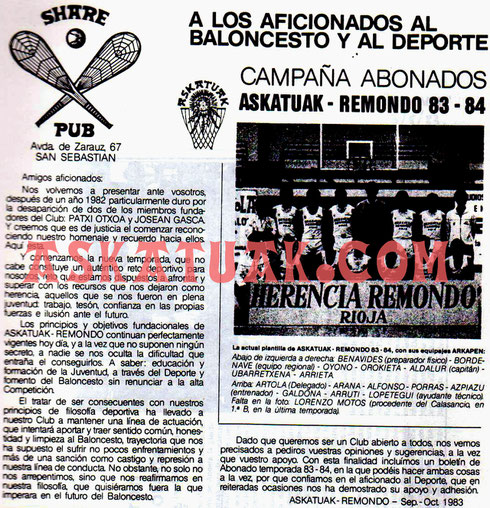 SHARE
PUB
Avda. de Zarauz, 67
SAN SEBASTIAN
A LOS AFICIONADOS AL
BALONCESTO Y AL DEPORTE
ASKATUAK
CAMPAÑA ABONADOS
ASKATUAK - REMONDO 83 - 84
Amigos aficionados:
Nos volvemos a presentar ante vosotros,
después de un año 1982 particularmente duro por
la desaparición de dos de los miembros funda-
dores del Club: PATXI OTXOA y JOSEAN GASCA.
Y creemos que es de justicia el comenzar recono-
ciendo nuestro homenaje y recuerdo hacia ellos
Aquí
Y comenzamos la nueva temporada, que no
cabe constituye un nuevo reto deportivo para
superar con los recursos que nos dejaron como
herencia, aquellos que se nos fueron en plena
juventud: trabajo, tesón, confianza en las propias
fuerzas e ilusión ante el futuro.
Los principios y objetivos fundacionales de
ASKATUAK - REMONDO continúan perfectamente
vigentes hoy día, y a la vez que no suponen ningún
secreto, a nadie se nos oculta la dificultad que
entraña el conseguirlos. A saber: educación y
formación de la Juventud, a través del Deporte y
fomento del Baloncesto sin renunciar a la alta
Competición.
El tratar de ser consecuentes con nuestros
principios de filosofía deportiva ha llevado a
nuestro Club a mantener una línea de actuación,
que intentará aportar y traer sentido común, hones-
tidad y limpieza al Baloncesto, trayectoria que nos
ha supuesto el sufrir no pocos enfrentamientos y
más de una sanción como castigo y represión a
nuestra línea de conducta. No obstante, no solo no
nos arrepentimos, sino que nos reafirmamos en
nuestra filosofía, que quisiéramos fuera la que
imperara en el futuro del Baloncesto.
ASKATUAK.COM
HERENCIA REMONDO
RIOJA
La actual plantilla de ASKATUAK - REMONDO 83 - 84, con sus equipajes ARKAPEN:
Abajo de izquierda a derecha: BENAVIDES (preparador físico) - BORDE-
NAVE (equipo regional) - OYONO - OROKIETA - ALDALUR (capitán)
- UBARRETXENA - ARRIETA.
Arriba: ARTOLA (Delegado) - ARANA - ALFONSO - PORRAS - AZPIAZU
(entrenador) - GALDONA - ARRUTI - LOPETEGUI (ayudante técnico).
Falta en la foto. LORENZO MOTOS (procedente del Calasancio, en
1.ª B, en la última temporada).
Dado que queremos ser un Club abierto a todos, nos vemos
precisados a pediros vuestras opiniones y sugerencias, a la vez
que vuestro apoyo. Con esta finalidad incluímos un boletín de
Abonado temporada 83-84, en la que podéis hacer ambas cosas
a la vez, por que confiamos en el aficionado al Deporte, que en
reiteradas ocasiones nos ha demostrado su apoyo y adhesión.
ASKATUAK - REMONDO – Sep. - Oct. 1983